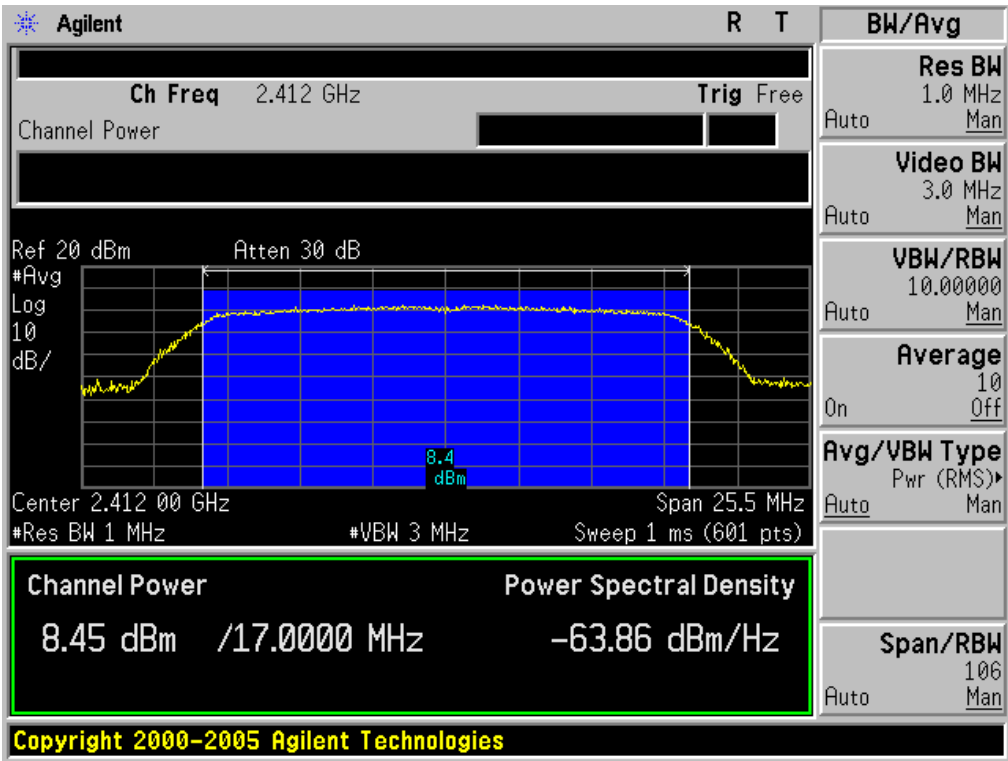 Agilent
R T
Ch Freq 2.412 GHz
Trig Free
Channel Power
Ref 20 dBm
Atten 30 dB
#Avg
Log
10
dB/
8.4
dBm
Center 2.412 00 GHz
Span 25.5 MHz
#Res BW 1 MHz
#VBW 3 MHz
Sweep 1 ms (601 pts)
Channel Power
Power Spectral Density
8.45 dBm /17.0000 MHz
-63.86 dBm/Hz
Copyright 2000-2005 Agilent Technologies
BW/Avg
Res BW
1.0 MHz
Auto Man
Video BW
3.0 MHz
Auto Man
VBW/RBW
10.00000
Auto Man
Average
10
On Off
Avg/VBW Type
Pwr (RMS)▸
Auto Man
Span/RBW
106
Auto Man